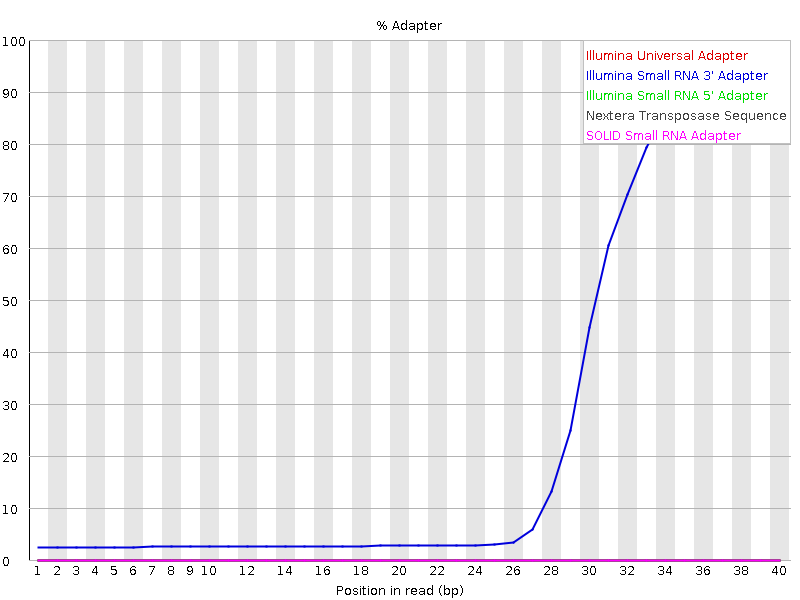 % Adapter
100
90
80
70
60
50
40
30
20
10
0
Illumina Universal Adapter
Illumina Small RNA 3' Adapter
Illumina Small RNA 5' Adapter
Nextera Transposase Sequence
SOLID Small RNA Adapter
1 2 3 4 5 6 7 8 9 10 12 14 16 18 20 22 24 26 28 30 32 34 36 38 40
Position in read (bp)